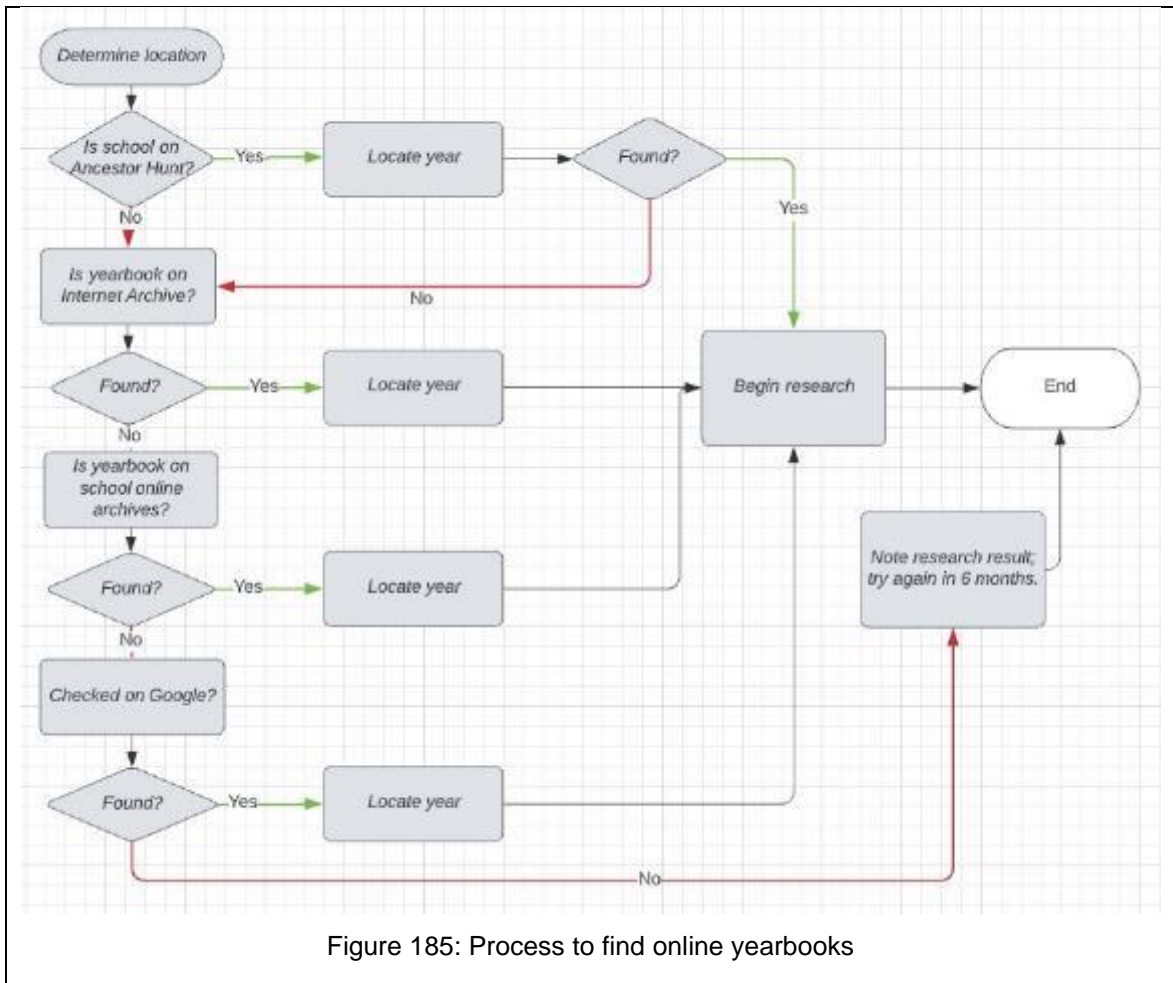 Determine location
Is school on
Ancestor Hunt?
Yes
Locate year
Found?
Yes
No
Is yearbook on
Internet Archive?
No
Found?
Yes
Locate year
Begin research
End
No
Is yearbook on
school online
archives?
Note research result;
try again in 6 months.
Found?
Yes
Locate year
No
Checked on Google?
Found?
Yes
Locate year
No
Figure 185: Process to find online yearbooks